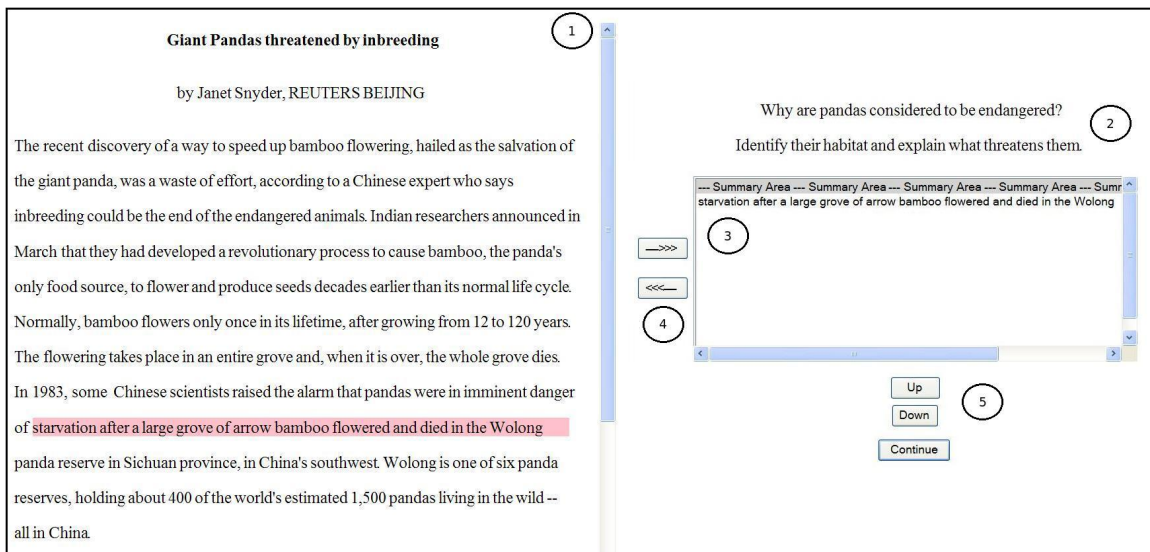 Giant Pandas threatened by inbreeding
1
by Janet Snyder, REUTERS BEIJING
The recent discovery of a way to speed up bamboo flowering, hailed as the salvation of
the giant panda, was a waste of effort, according to a Chinese expert who says
inbreeding could be the end of the endangered animals. Indian researchers announced in
March that they had developed a revolutionary process to cause bamboo, the panda's
only food source, to flower and produce seeds decades earlier than its normal life cycle.
Normally, bamboo flowers only once in its lifetime, after growing from 12 to 120 years.
The flowering takes place in an entire grove and, when it is over, the whole grove dies.
In 1983, some Chinese scientists raised the alarm that pandas were in imminent danger
of starvation after a large grove of arrow bamboo flowered and died in the Wolong
panda reserve in Sichuan province, in China's southwest. Wolong is one of six panda
reserves, holding about 400 of the world's estimated 1,500 pandas living in the wild --
all in China.
Why are pandas considered to be endangered?
2
Identify their habitat and explain what threatens them.
--- Summary Area --- Summary Area --- Summary Area --- Summary Area --- Summ
starvation after a large grove of arrow bamboo flowered and died in the Wolong
3
—>>>
<<<—
4
Up
5
Down
Continue